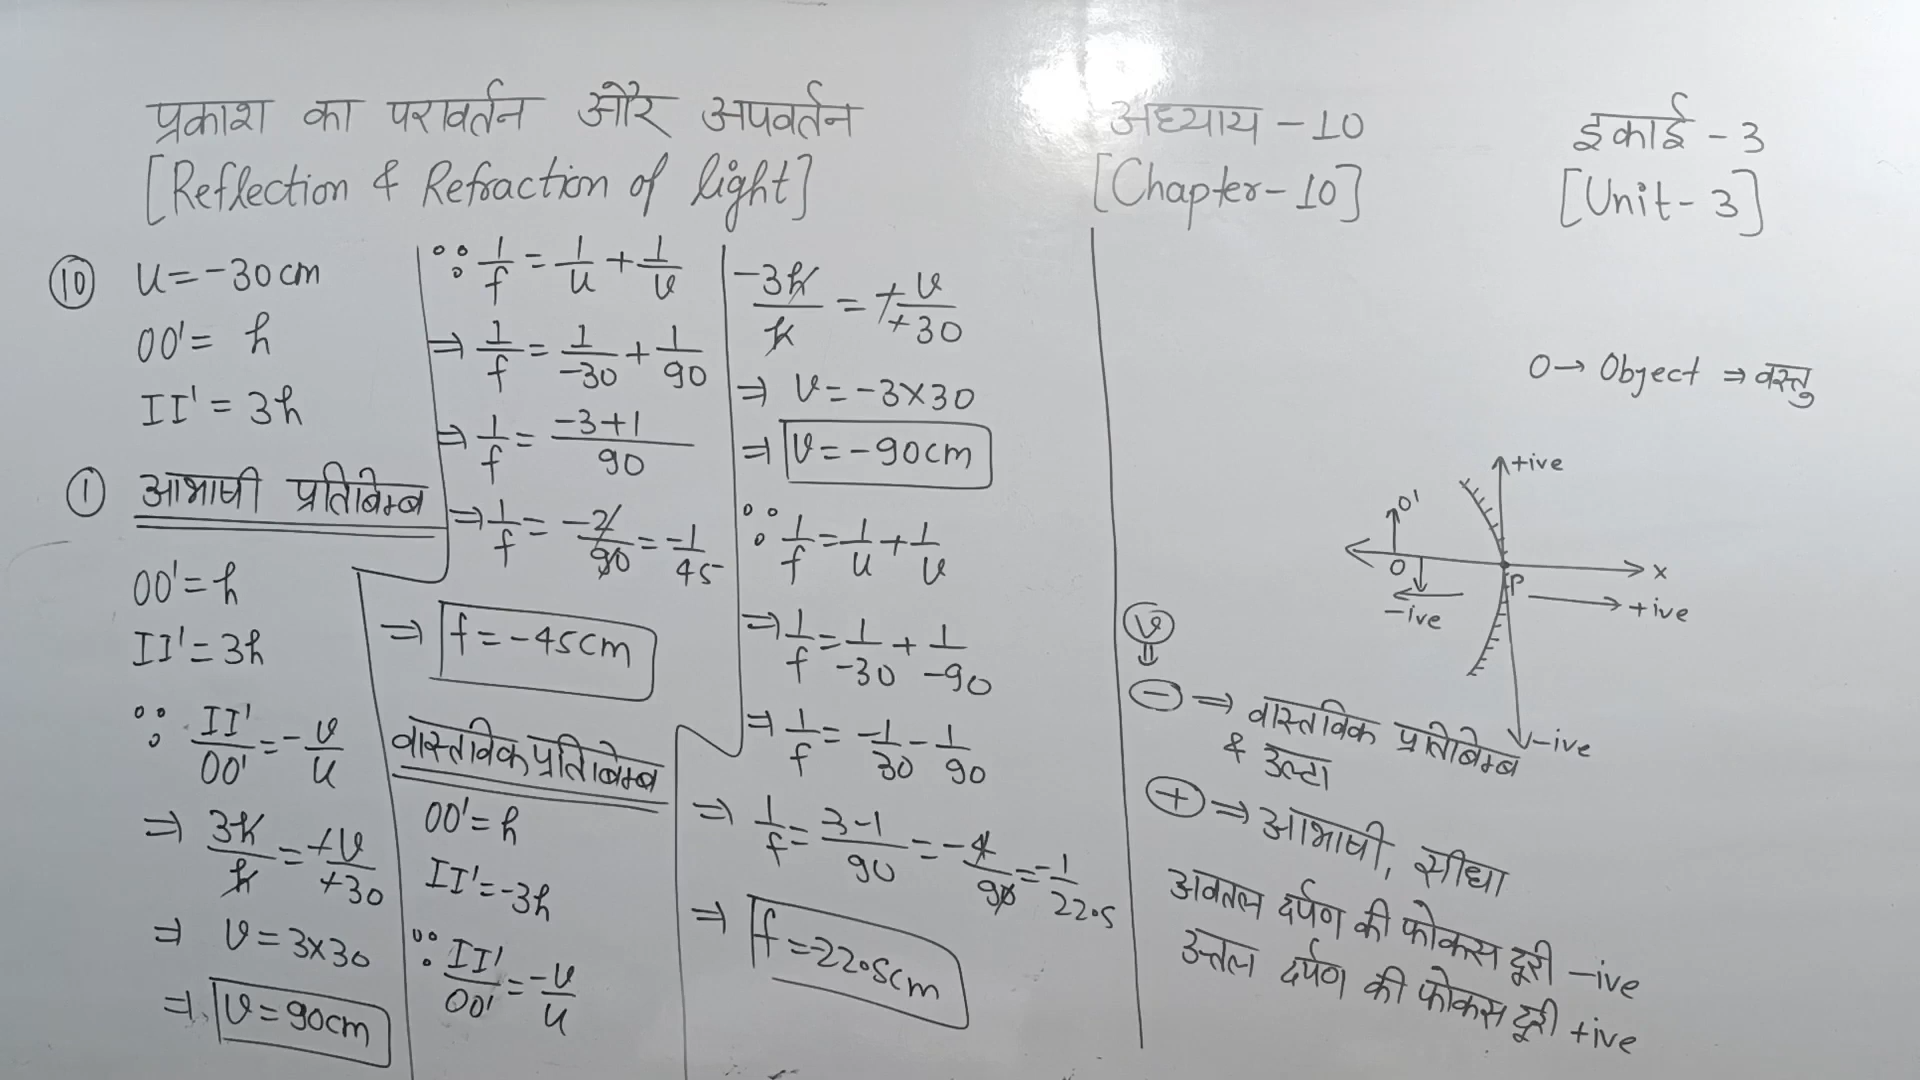 प्रकाश का परावर्तन और अपवर्तन
[Reflection & Refraction of light]
अध्याय - 10
[Chapter-10]
इकाई - 3
[Unit- 3]
⑩ u = -30 cm
OO' = h
II' = 3h
① आभाषी प्रतिबिम्ब
OO' = h
II' = 3h
∵ II'/OO' = -v/u
⇒ 3h/h = +v/+30
⇒ v = 3×30
⇒ v = 90cm
∵ 1/f = 1/u + 1/v
⇒ 1/f = 1/-30 + 1/90
⇒ 1/f = -3+1/90
⇒ 1/f = -2/90 = -1/45
⇒ f = -45cm
वास्तविक प्रतिबिम्ब
OO' = h
II' = -3h
∵ II'/OO' = -v/u
-3h/h = +v/+30
⇒ v = -3×30
⇒ v = -90cm
∵ 1/f = 1/u + 1/v
⇒ 1/f = 1/-30 + 1/-90
⇒ 1/f = -1/30 - 1/90
⇒ 1/f = 3-1/90 = -4/90 = -1/22.5
⇒ f = -22.5cm
O → Object ⇒ वस्तु
+ive
O'
O
P
x
-ive
+ive
-ive
v
⊖ ⇒ वास्तविक प्रतिबिम्ब
& उल्टा
⊕ ⇒ आभाषी, सीधा
अवतल दर्पण की फोकस दूरी -ive
उत्तल दर्पण की फोकस दूरी +ive